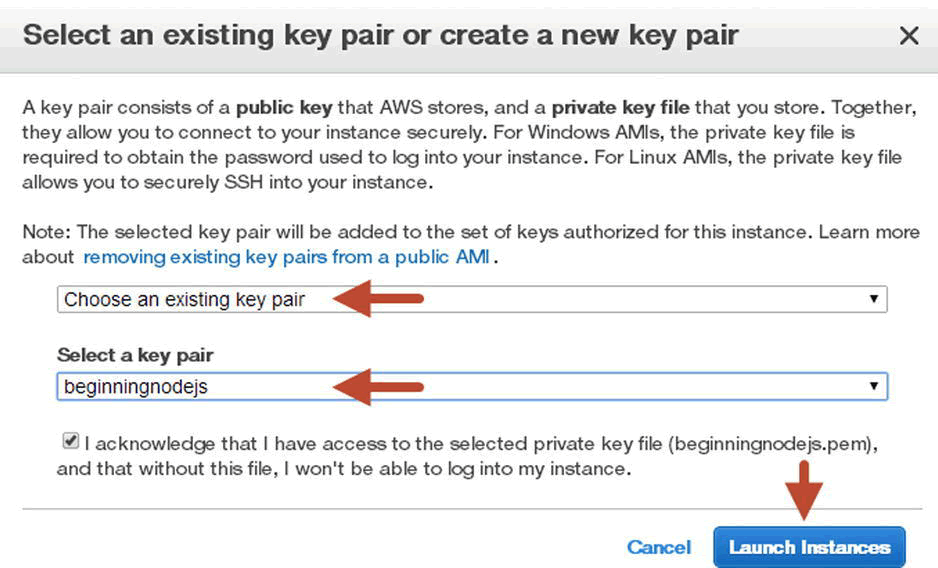 Select an existing key pair or create a new key pair
A key pair consists of a public key that AWS stores, and a private key file that you store. Together,
they allow you to connect to your instance securely. For Windows AMIs, the private key file is
required to obtain the password used to log into your instance. For Linux AMIs, the private key file
allows you to securely SSH into your instance.
Note: The selected key pair will be added to the set of keys authorized for this instance. Learn more
about removing existing key pairs from a public AMI.
Choose an existing key pair
Select a key pair
beginningnodejs
I acknowledge that I have access to the selected private key file (beginningnodejs.pem),
and that without this file, I won't be able to log into my instance.
Cancel Launch Instances